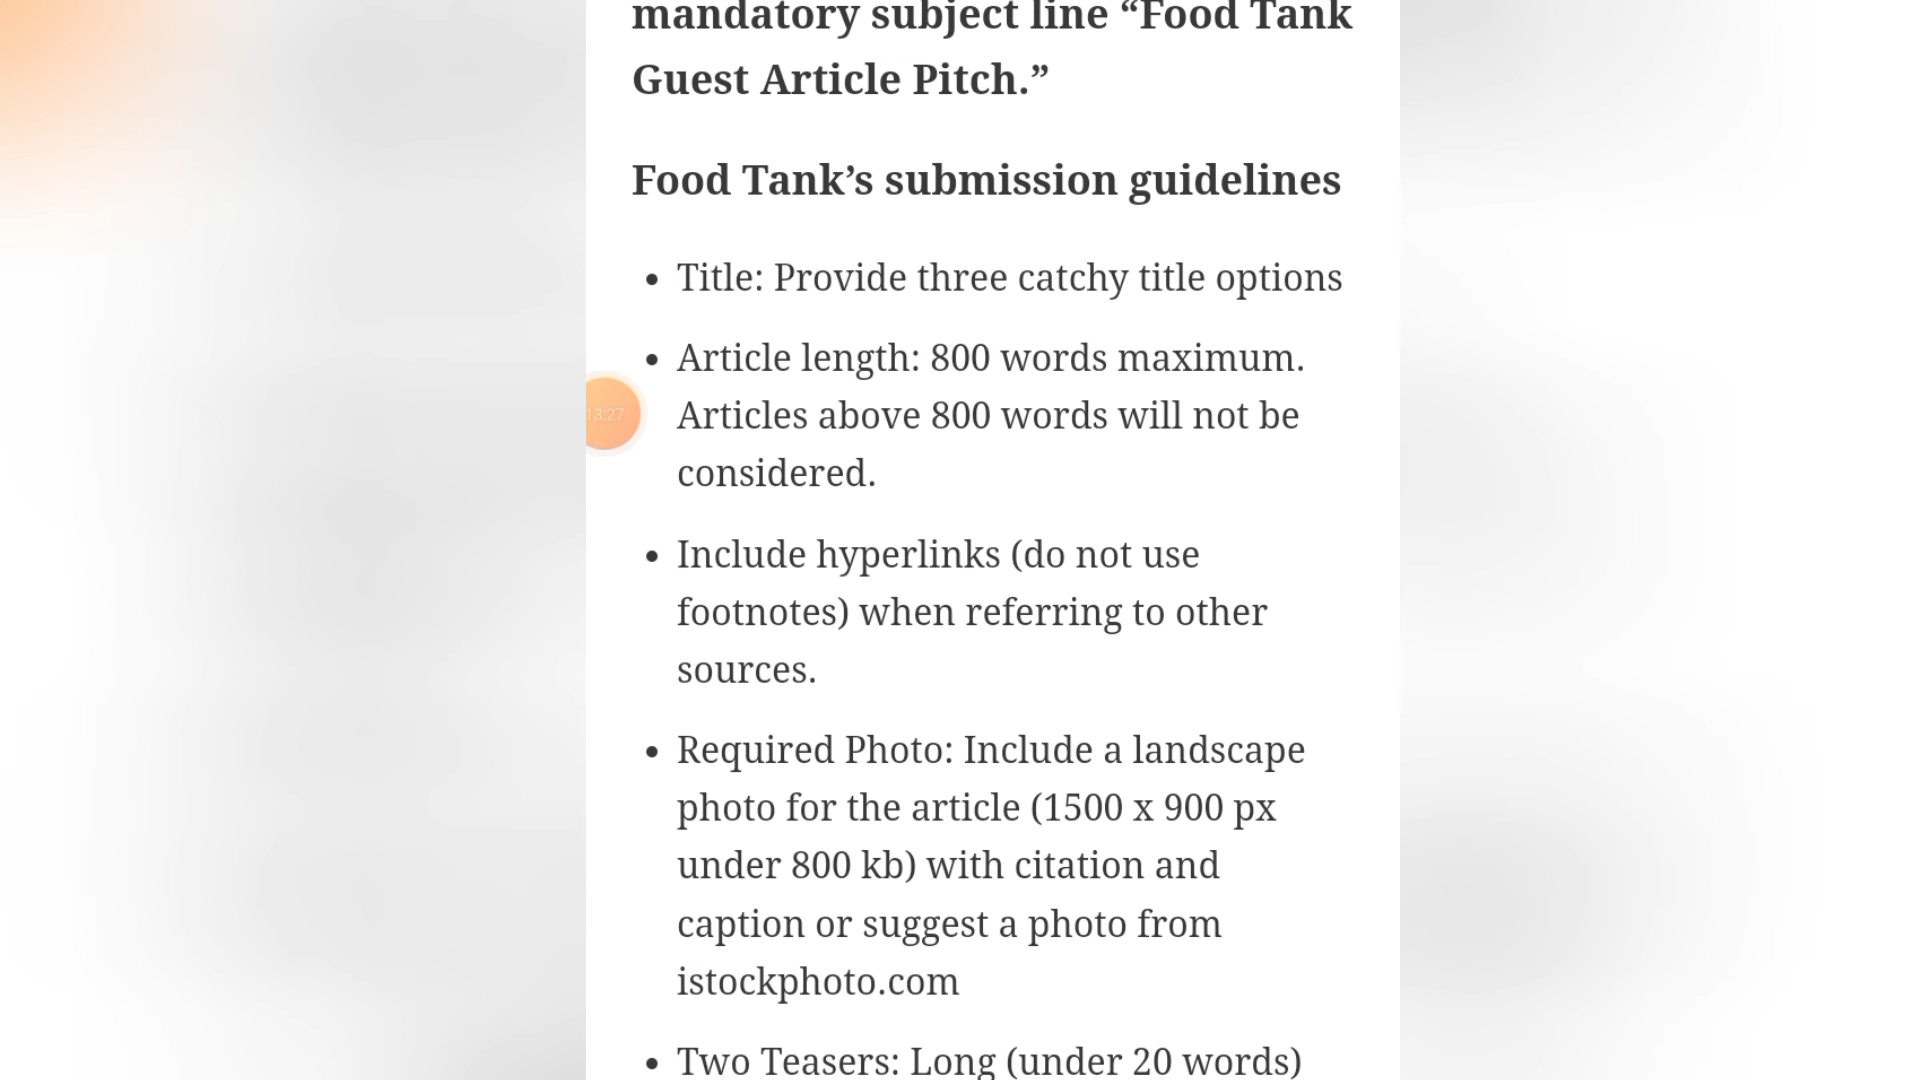 mandatory subject line “Food Tank
Guest Article Pitch.”
Food Tank’s submission guidelines
• Title: Provide three catchy title options
• Article length: 800 words maximum.
Articles above 800 words will not be
considered.
13:27
• Include hyperlinks (do not use
footnotes) when referring to other
sources.
• Required Photo: Include a landscape
photo for the article (1500 x 900 px
under 800 kb) with citation and
caption or suggest a photo from
istockphoto.com
• Two Teasers: Long (under 20 words)